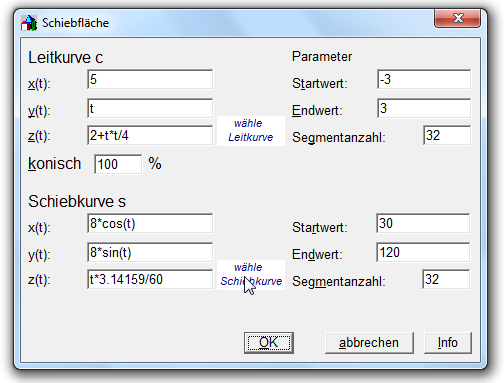 Schiebfläche
Leitkurve c
Parameter
x(t): 5
Startwert: -3
y(t): t
Endwert: 3
z(t): 2+t*t/4
wähle
Leitkurve
Segmentanzahl: 32
konisch 100 %
Schiebkurve s
x(t): 8*cos(t)
Startwert: 30
y(t): 8*sin(t)
Endwert: 120
z(t): t*3.14159/60
wähle
Schiebkurve
Segmentanzahl: 32
OK
abbrechen
Info